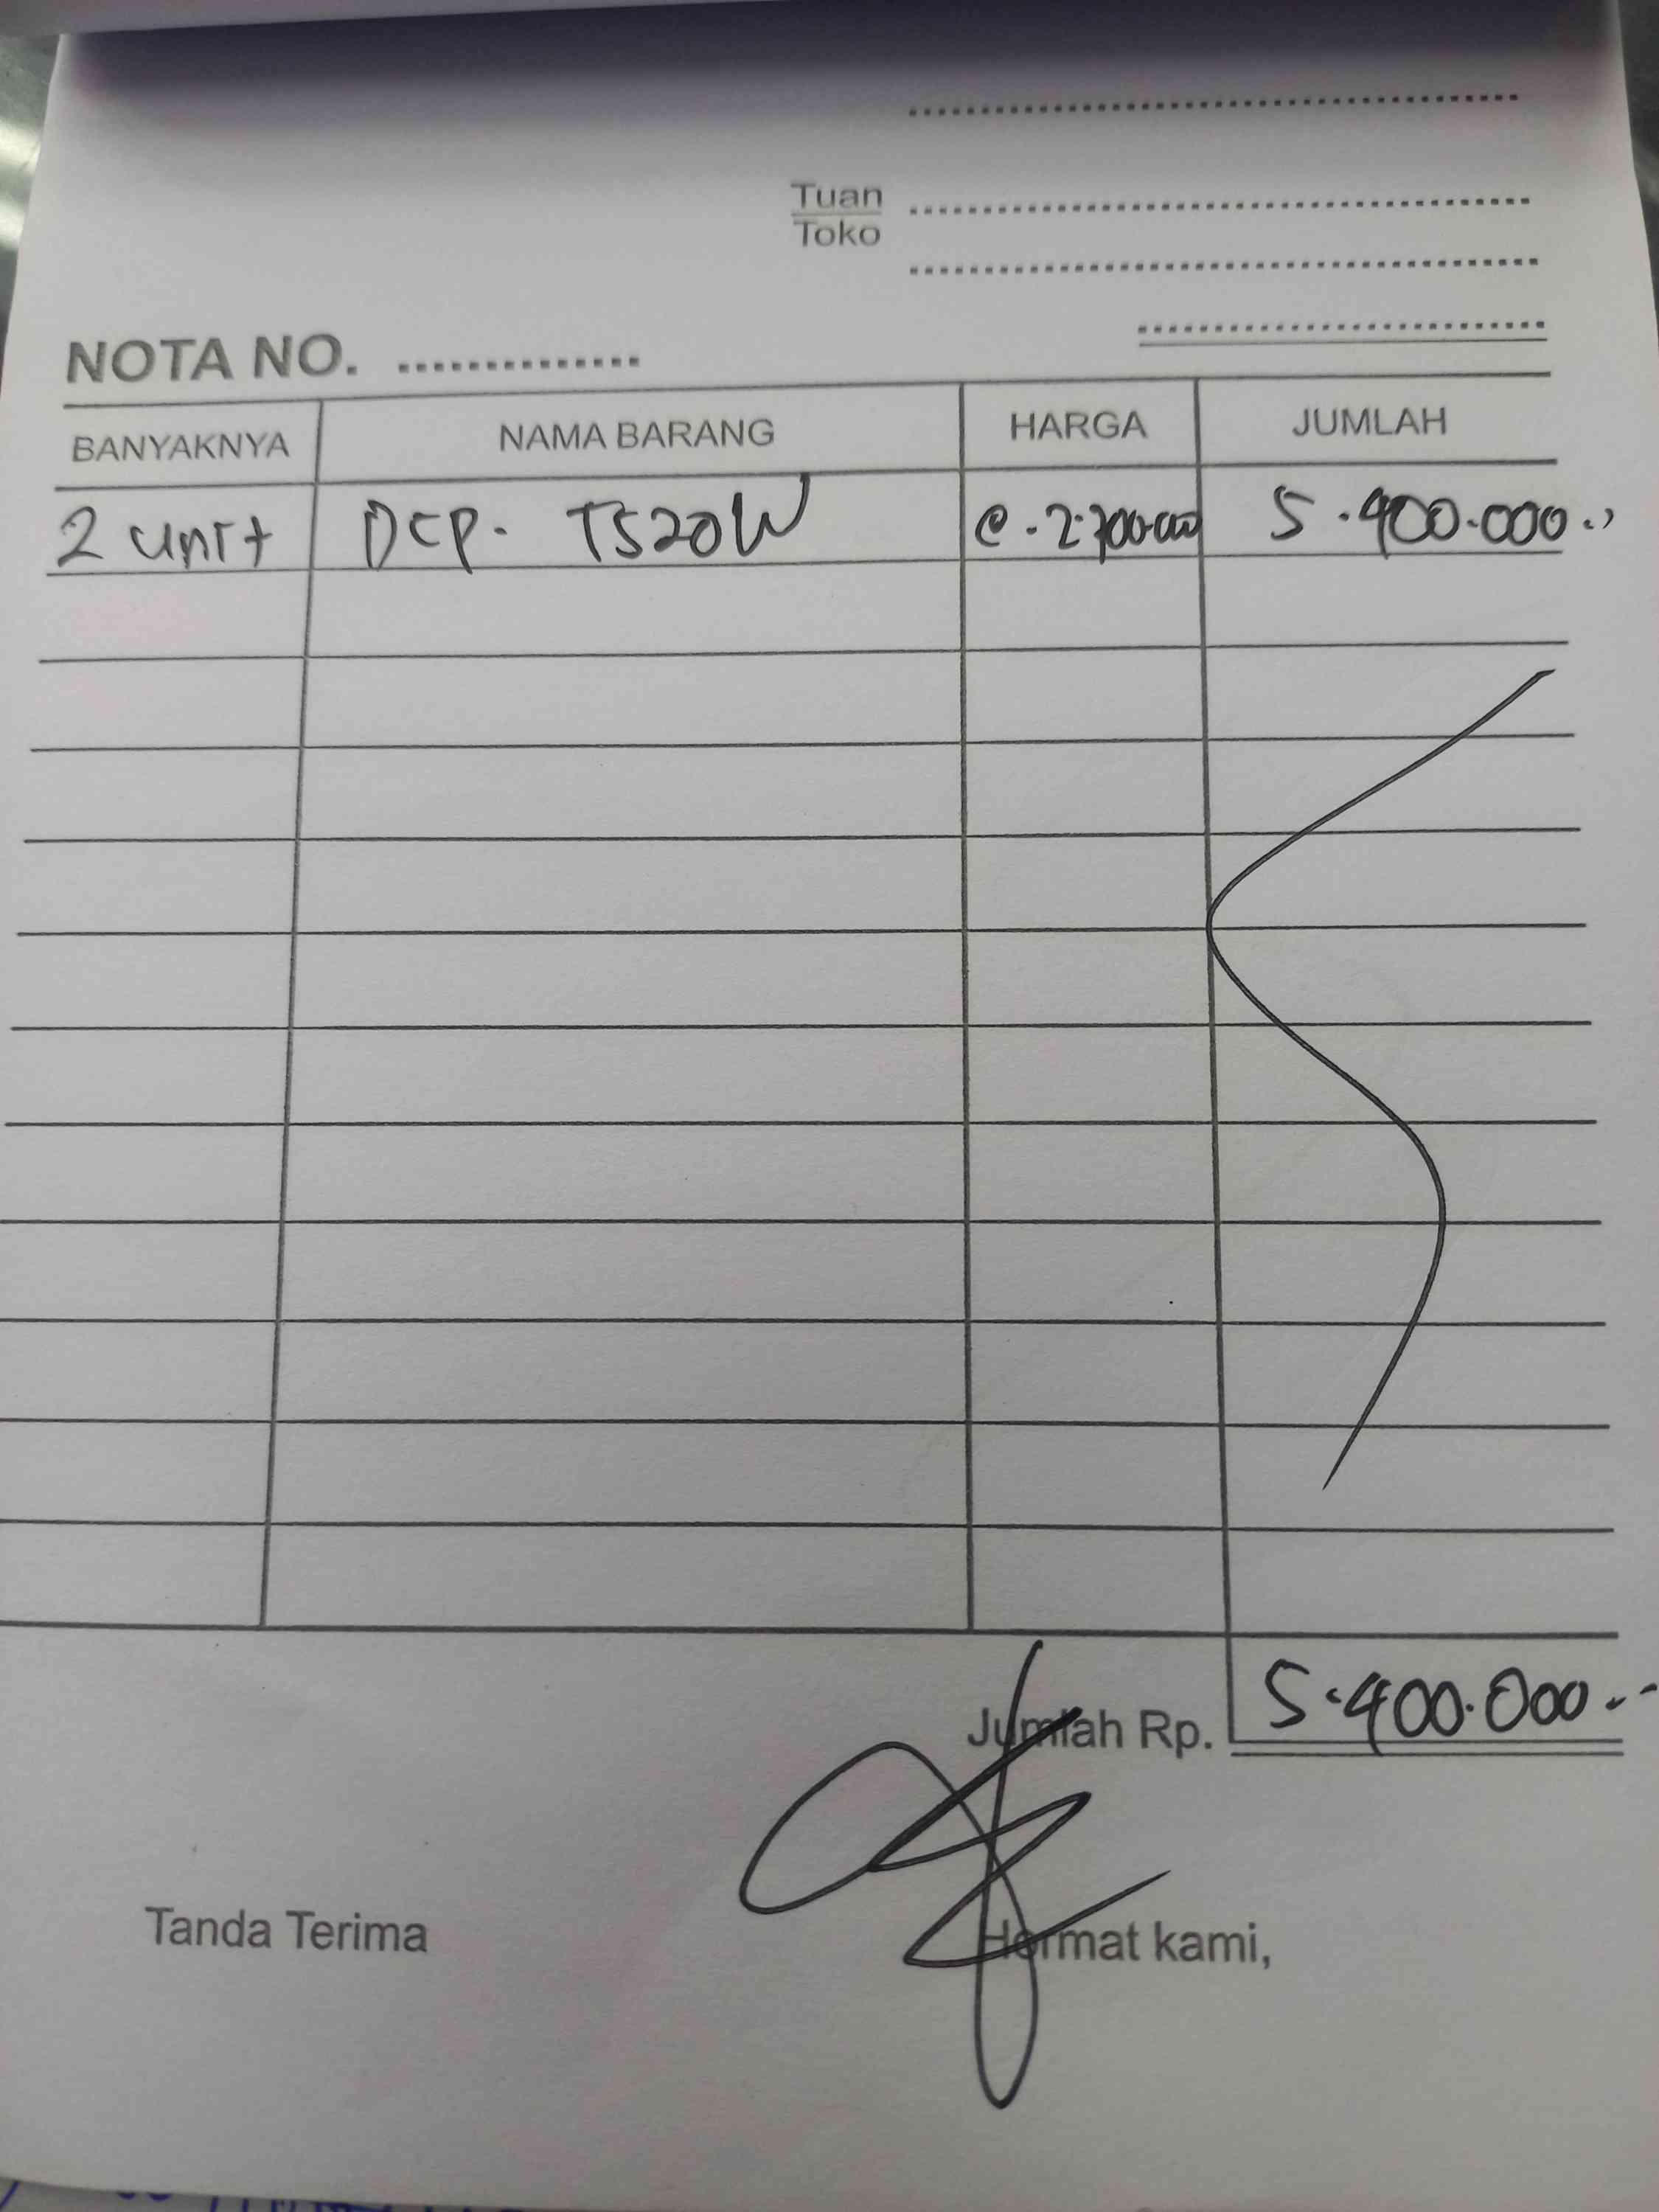 Tuan
Toko
NOTA NO.
BANYAKNYA NAMA BARANG HARGA JUMLAH
2 unit DCP. T520W @.2.700.000 5.400.000.-
Jumlah Rp. 5.400.000.-
Tanda Terima Hormat kami,